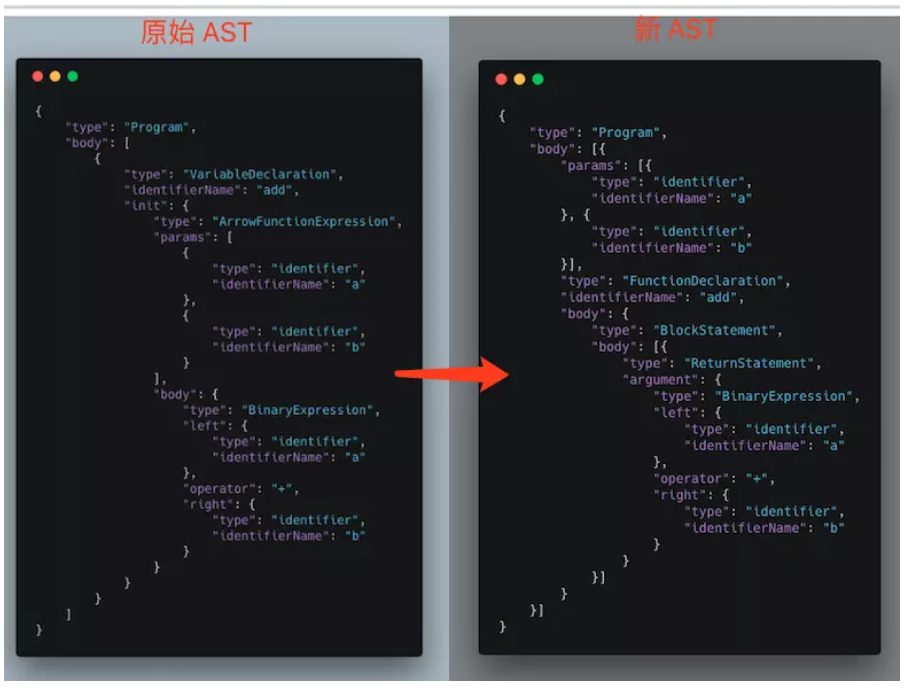 原始 AST
{
    "type": "Program",
    "body": [
        {
            "type": "VariableDeclaration",
            "identifierName": "add",
            "init": {
                "type": "ArrowFunctionExpression",
                "params": [
                    {
                        "type": "identifier",
                        "identifierName": "a"
                    },
                    {
                        "type": "identifier",
                        "identifierName": "b"
                    }
                ],
                "body": {
                    "type": "BinaryExpression",
                    "left": {
                        "type": "identifier",
                        "identifierName": "a"
                    },
                    "operator": "+",
                    "right": {
                        "type": "identifier",
                        "identifierName": "b"
                    }
                }
            }
        }
    ]
}
新 AST
{
    "type": "Program",
    "body": [{
        "params": [{
            "type": "identifier",
            "identifierName": "a"
        }, {
            "type": "identifier",
            "identifierName": "b"
        }],
        "type": "FunctionDeclaration",
        "identifierName": "add",
        "body": {
            "type": "BlockStatement",
            "body": [{
                "type": "ReturnStatement",
                "argument": {
                    "type": "BinaryExpression",
                    "left": {
                        "type": "identifier",
                        "identifierName": "a"
                    },
                    "operator": "+",
                    "right": {
                        "type": "identifier",
                        "identifierName": "b"
                    }
                }
            }]
        }
    }]
}